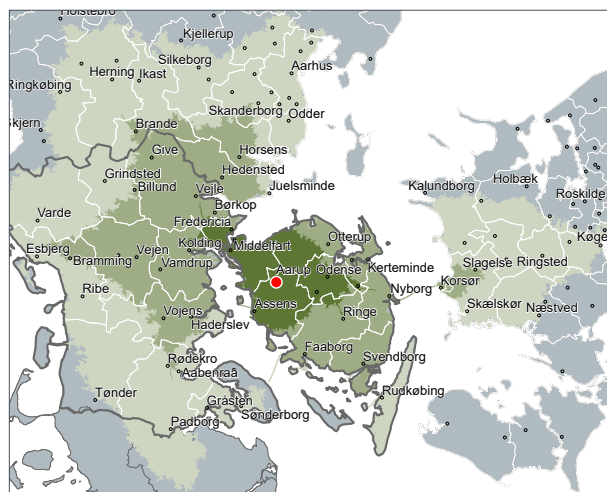 Holstebro
Kjellerup
Silkeborg
Aarhus
Herning
Ikast
Ringkøbing
Skanderborg
Odder
Skjern
Brande
Give
Horsens
Hedensted
Grindsted
Billund
Vejle
Juelsminde
Kalundborg
Holbæk
Roskilde
Børkop
Varde
Fredericia
Otterup
Køge
Esbjerg
Bramming
Vejen
Kolding
Middelfart
Vamdrup
Aarup
Odense
Kerteminde
Slagelse
Ringsted
Ribe
Nyborg
Korsør
Assens
Vojens
Haderslev
Ringe
Skælskør
Næstved
Rødekro
Aabenraa
Faaborg
Svendborg
Tønder
Gråsten
Rudkøbing
Padborg
Sønderborg